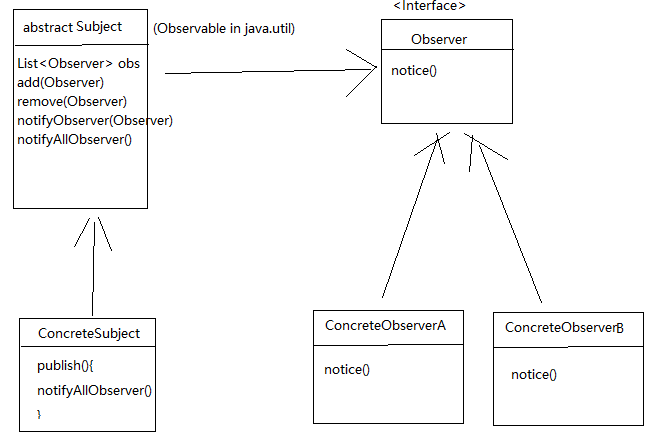 <Interface>
abstract Subject
(Observable in java.util)
Observer
List<Observer> obs
add(Observer)
remove(Observer)
notifyObserver(Observer)
notifyAllObserver()
notice()
ConcreteSubject
publish(){
notifyAllObserver()
}
ConcreteObserverA
notice()
ConcreteObserverB
notice()